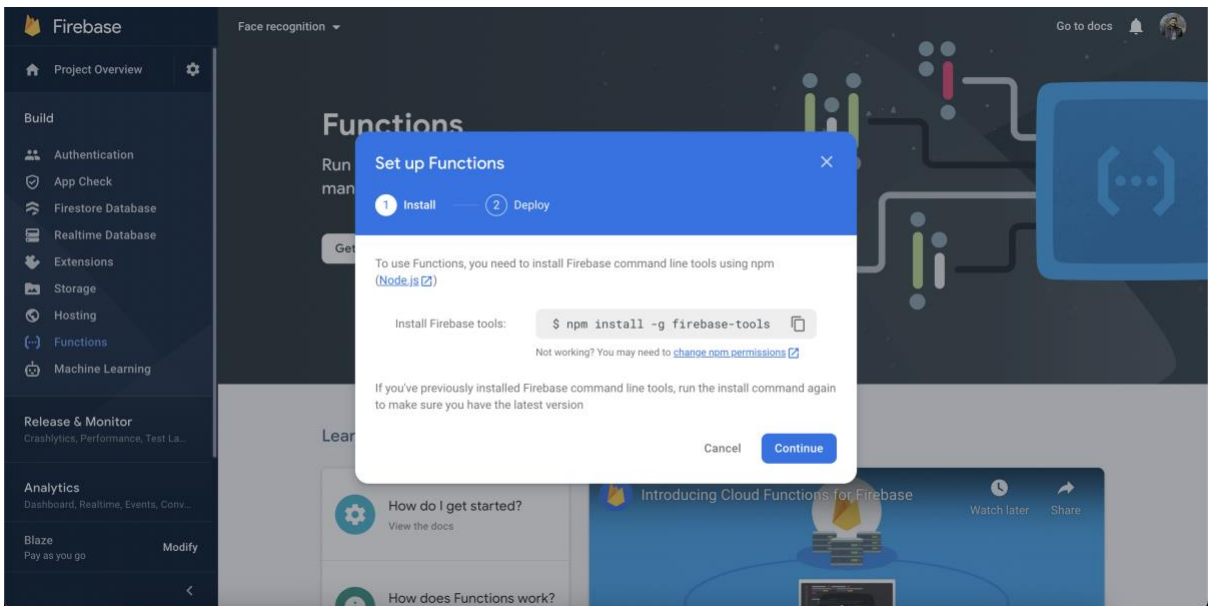 Firebase
Face recognition
Go to docs
Project Overview
Build
Authentication
App Check
Firestore Database
Realtime Database
Extensions
Storage
Hosting
Functions
Machine Learning
Release & Monitor
Crashlytics, Performance, Test La...
Analytics
Dashboard, Realtime, Events, Conv...
Blaze
Pay as you go
Modify
Functions
Run
man
Get
Set up Functions
1 Install
2 Deploy
To use Functions, you need to install Firebase command line tools using npm
(Node.js)
Install Firebase tools:
$ npm install -g firebase-tools
Not working? You may need to change npm permissions
If you've previously installed Firebase command line tools, run the install command again
to make sure you have the latest version
Cancel
Continue
Lear
How do I get started?
View the docs
How does Functions work?
Introducing Cloud Functions for Firebase
Watch later
Share